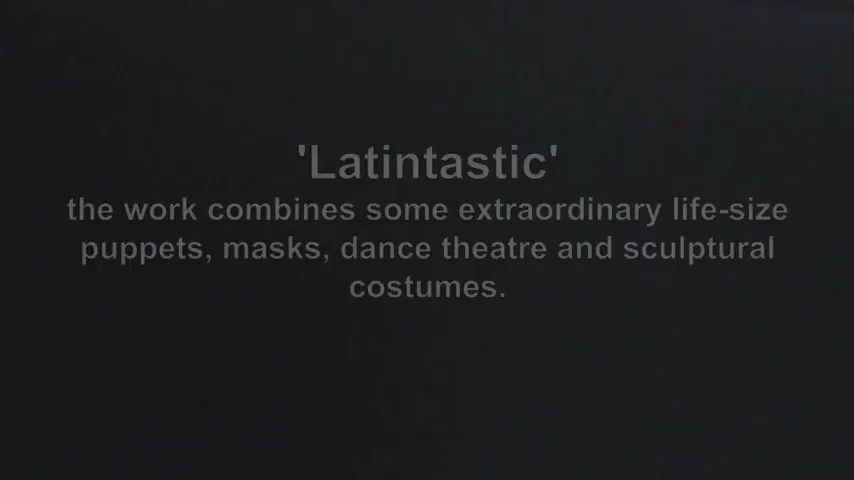 'Latintastic'
the work combines some extraordinary life-size
puppets, masks, dance theatre and sculptural
costumes.